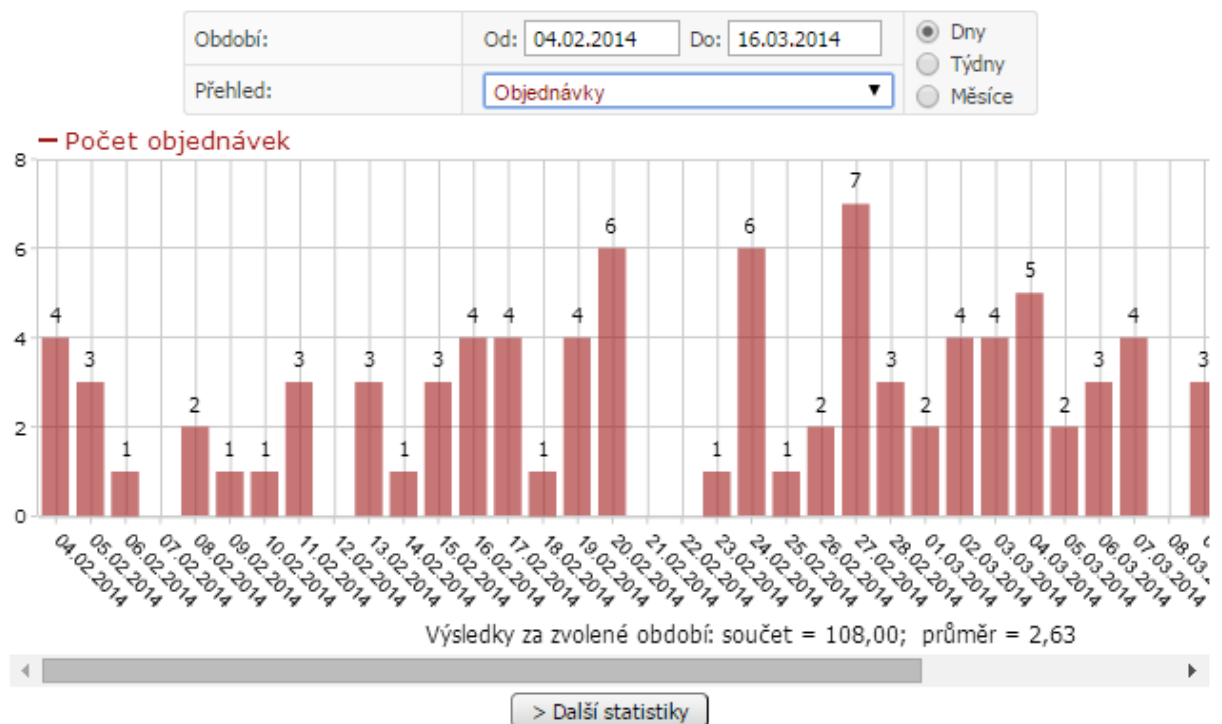 Období: Od: 04.02.2014 Do: 16.03.2014 Dny
Týdny
Přehled: Objednávky Měsíce
Počet objednávek
8
7
6 6
6
5
4 4 4 4 4 4 4
4
3 3 3 3 3 3 3
2 2 2 2
2
1 1 1 1 1 1 1
0
04.02.2014 05.02.2014 06.02.2014 07.02.2014 08.02.2014 09.02.2014 10.02.2014 11.02.2014 12.02.2014 13.02.2014 14.02.2014 15.02.2014 16.02.2014 17.02.2014 18.02.2014 19.02.2014 20.02.2014 21.02.2014 22.02.2014 23.02.2014 24.02.2014 25.02.2014 26.02.2014 27.02.2014 28.02.2014 01.03.2014 02.03.2014 03.03.2014 04.03.2014 05.03.2014 06.03.2014 07.03.2014 08.03.2
Výsledky za zvolené období: součet = 108,00; průměr = 2,63
> Další statistiky